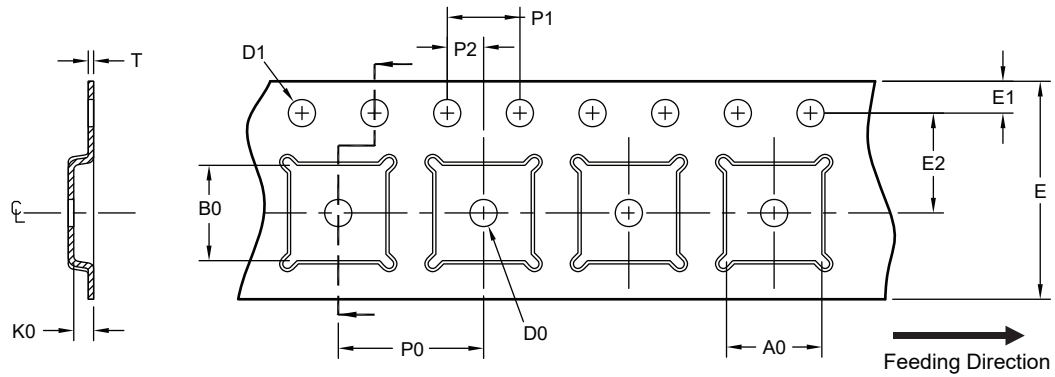 P1
P2
D1
T
E1
E2
E
B0
℄
K0
P0
D0
A0
Feeding Direction